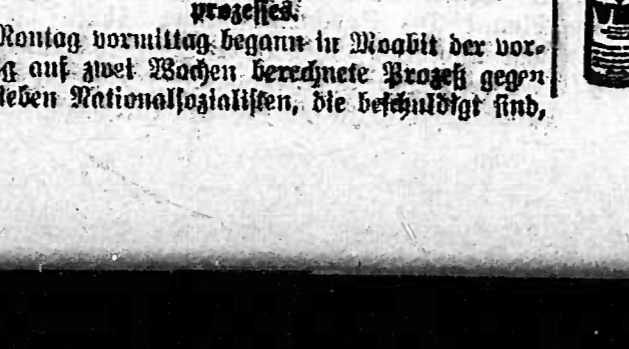 prozesses.
Montag vormittag begann in Moabit der vor-
g auf zwei Wochen berechnete Prozeß gegen
ieben Nationalsozialisten, die beschuldigt sind,